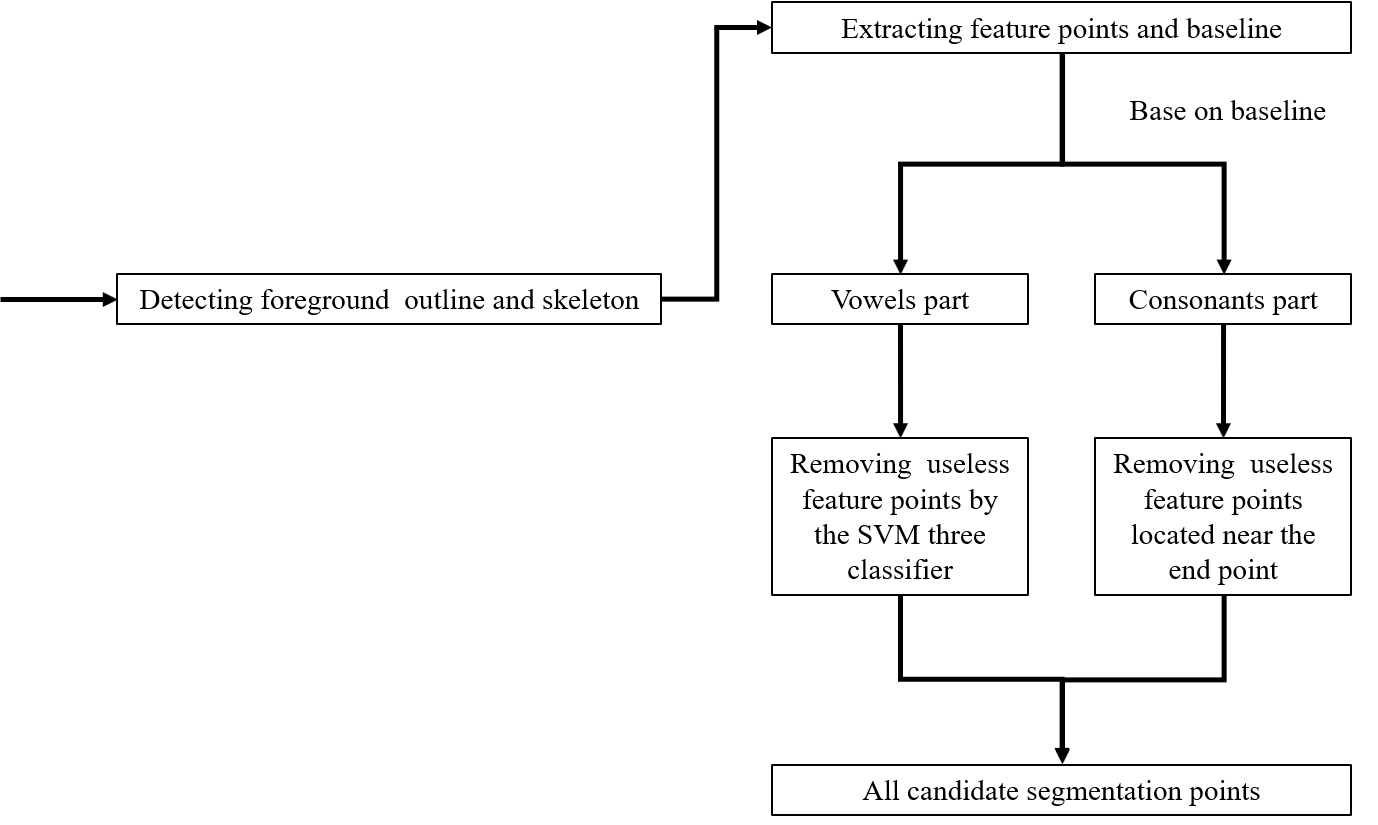 Extracting feature points and baseline
Base on baseline
Detecting foreground  outline and skeleton
Vowels part
Consonants part
Removing  useless
feature points by
the SVM three
classifier
Removing  useless
feature points
located near the
end point
All candidate segmentation points